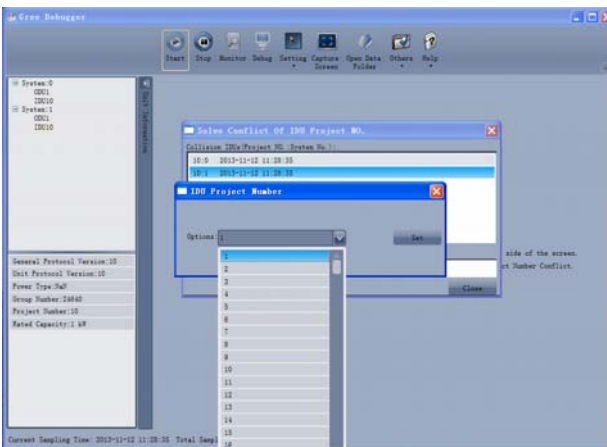 Gree Debugger
Start Stop Monitor Debug Setting Capture Screen Open Data Folder Others Help
System:0
ODU1
IDU10
System:1
ODU1
IDU10
Unit Information
Solve Conflict Of IDU Project NO.
Collision IDUs(Project NO.:System No.):
10:0 2013-11-12 11:28:35
10:1 2013-11-12 11:28:35
IDU Project Number
Options: 1
Set
1
2
3
4
5
6
7
8
9
10
11
12
13
14
15
16
side of the screen.
ct Number Conflict.
Close
General Protocol Version:10
Unit Protocol Version:10
Power Type:NaN
Group Number:24840
Project Number:10
Rated Capacity:1 kW
Current Sampling Time: 2013-11-12 11:28:35 Total Sampl